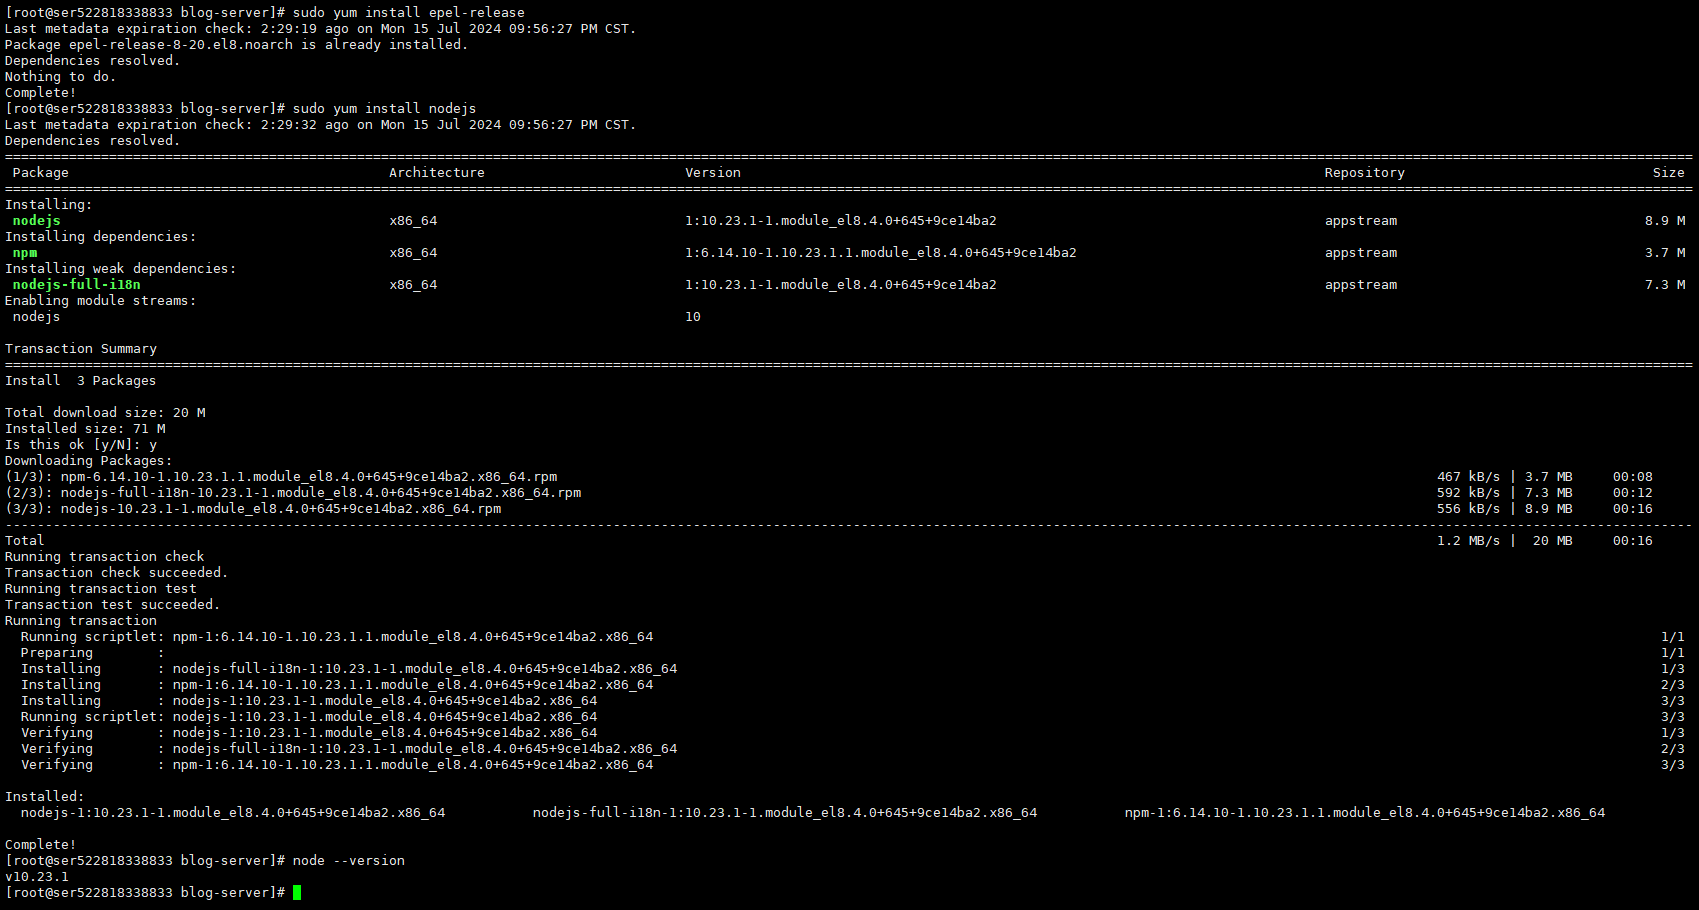 [root@ser522818338833 blog-server]# sudo yum install epel-release
Last metadata expiration check: 2:29:19 ago on Mon 15 Jul 2024 09:56:27 PM CST.
Package epel-release-8-20.el8.noarch is already installed.
Dependencies resolved.
Nothing to do.
Complete!
[root@ser522818338833 blog-server]# sudo yum install nodejs
Last metadata expiration check: 2:29:32 ago on Mon 15 Jul 2024 09:56:27 PM CST.
Dependencies resolved.
Package Architecture Version Repository Size
Installing:
nodejs x86_64 1:10.23.1-1.module_el8.4.0+645+9ce14ba2 appstream 8.9 M
Installing dependencies:
npm x86_64 1:6.14.10-1.10.23.1.1.module_el8.4.0+645+9ce14ba2 appstream 3.7 M
Installing weak dependencies:
nodejs-full-i18n x86_64 1:10.23.1-1.module_el8.4.0+645+9ce14ba2 appstream 7.3 M
Enabling module streams:
nodejs 10
Transaction Summary
Install  3 Packages
Total download size: 20 M
Installed size: 71 M
Is this ok [y/N]: y
Downloading Packages:
(1/3): npm-6.14.10-1.10.23.1.1.module_el8.4.0+645+9ce14ba2.x86_64.rpm 467 kB/s | 3.7 MB 00:08
(2/3): nodejs-full-i18n-10.23.1-1.module_el8.4.0+645+9ce14ba2.x86_64.rpm 592 kB/s | 7.3 MB 00:12
(3/3): nodejs-10.23.1-1.module_el8.4.0+645+9ce14ba2.x86_64.rpm 556 kB/s | 8.9 MB 00:16
Total 1.2 MB/s | 20 MB 00:16
Running transaction check
Transaction check succeeded.
Running transaction test
Transaction test succeeded.
Running transaction
Running scriptlet: npm-1:6.14.10-1.10.23.1.1.module_el8.4.0+645+9ce14ba2.x86_64 1/1
Preparing : 1/1
Installing : nodejs-full-i18n-1:10.23.1-1.module_el8.4.0+645+9ce14ba2.x86_64 1/3
Installing : npm-1:6.14.10-1.10.23.1.1.module_el8.4.0+645+9ce14ba2.x86_64 2/3
Installing : nodejs-1:10.23.1-1.module_el8.4.0+645+9ce14ba2.x86_64 3/3
Running scriptlet: nodejs-1:10.23.1-1.module_el8.4.0+645+9ce14ba2.x86_64 3/3
Verifying : nodejs-1:10.23.1-1.module_el8.4.0+645+9ce14ba2.x86_64 1/3
Verifying : nodejs-full-i18n-1:10.23.1-1.module_el8.4.0+645+9ce14ba2.x86_64 2/3
Verifying : npm-1:6.14.10-1.10.23.1.1.module_el8.4.0+645+9ce14ba2.x86_64 3/3
Installed:
nodejs-1:10.23.1-1.module_el8.4.0+645+9ce14ba2.x86_64 nodejs-full-i18n-1:10.23.1-1.module_el8.4.0+645+9ce14ba2.x86_64 npm-1:6.14.10-1.10.23.1.1.module_el8.4.0+645+9ce14ba2.x86_64
Complete!
[root@ser522818338833 blog-server]# node --version
v10.23.1
[root@ser522818338833 blog-server]#